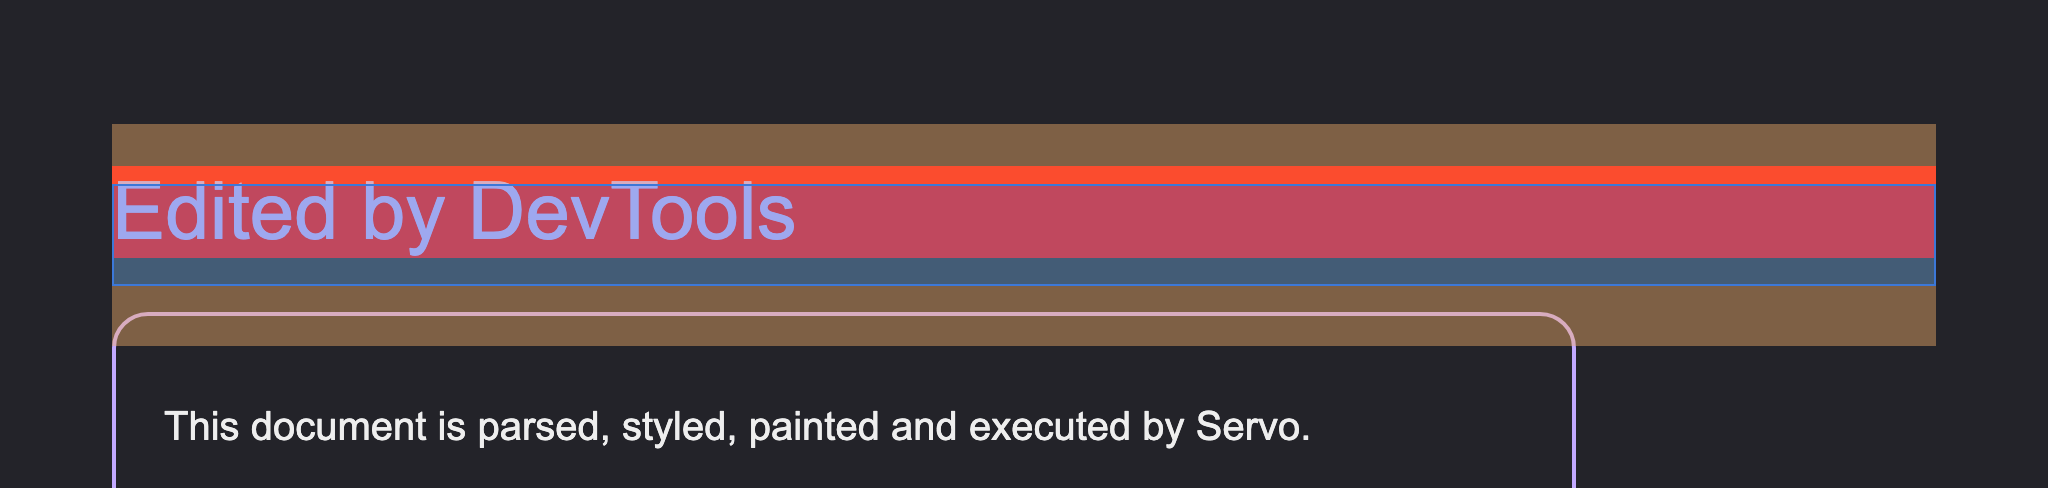 Edited by DevTools
This document is parsed, styled, painted and executed by Servo.